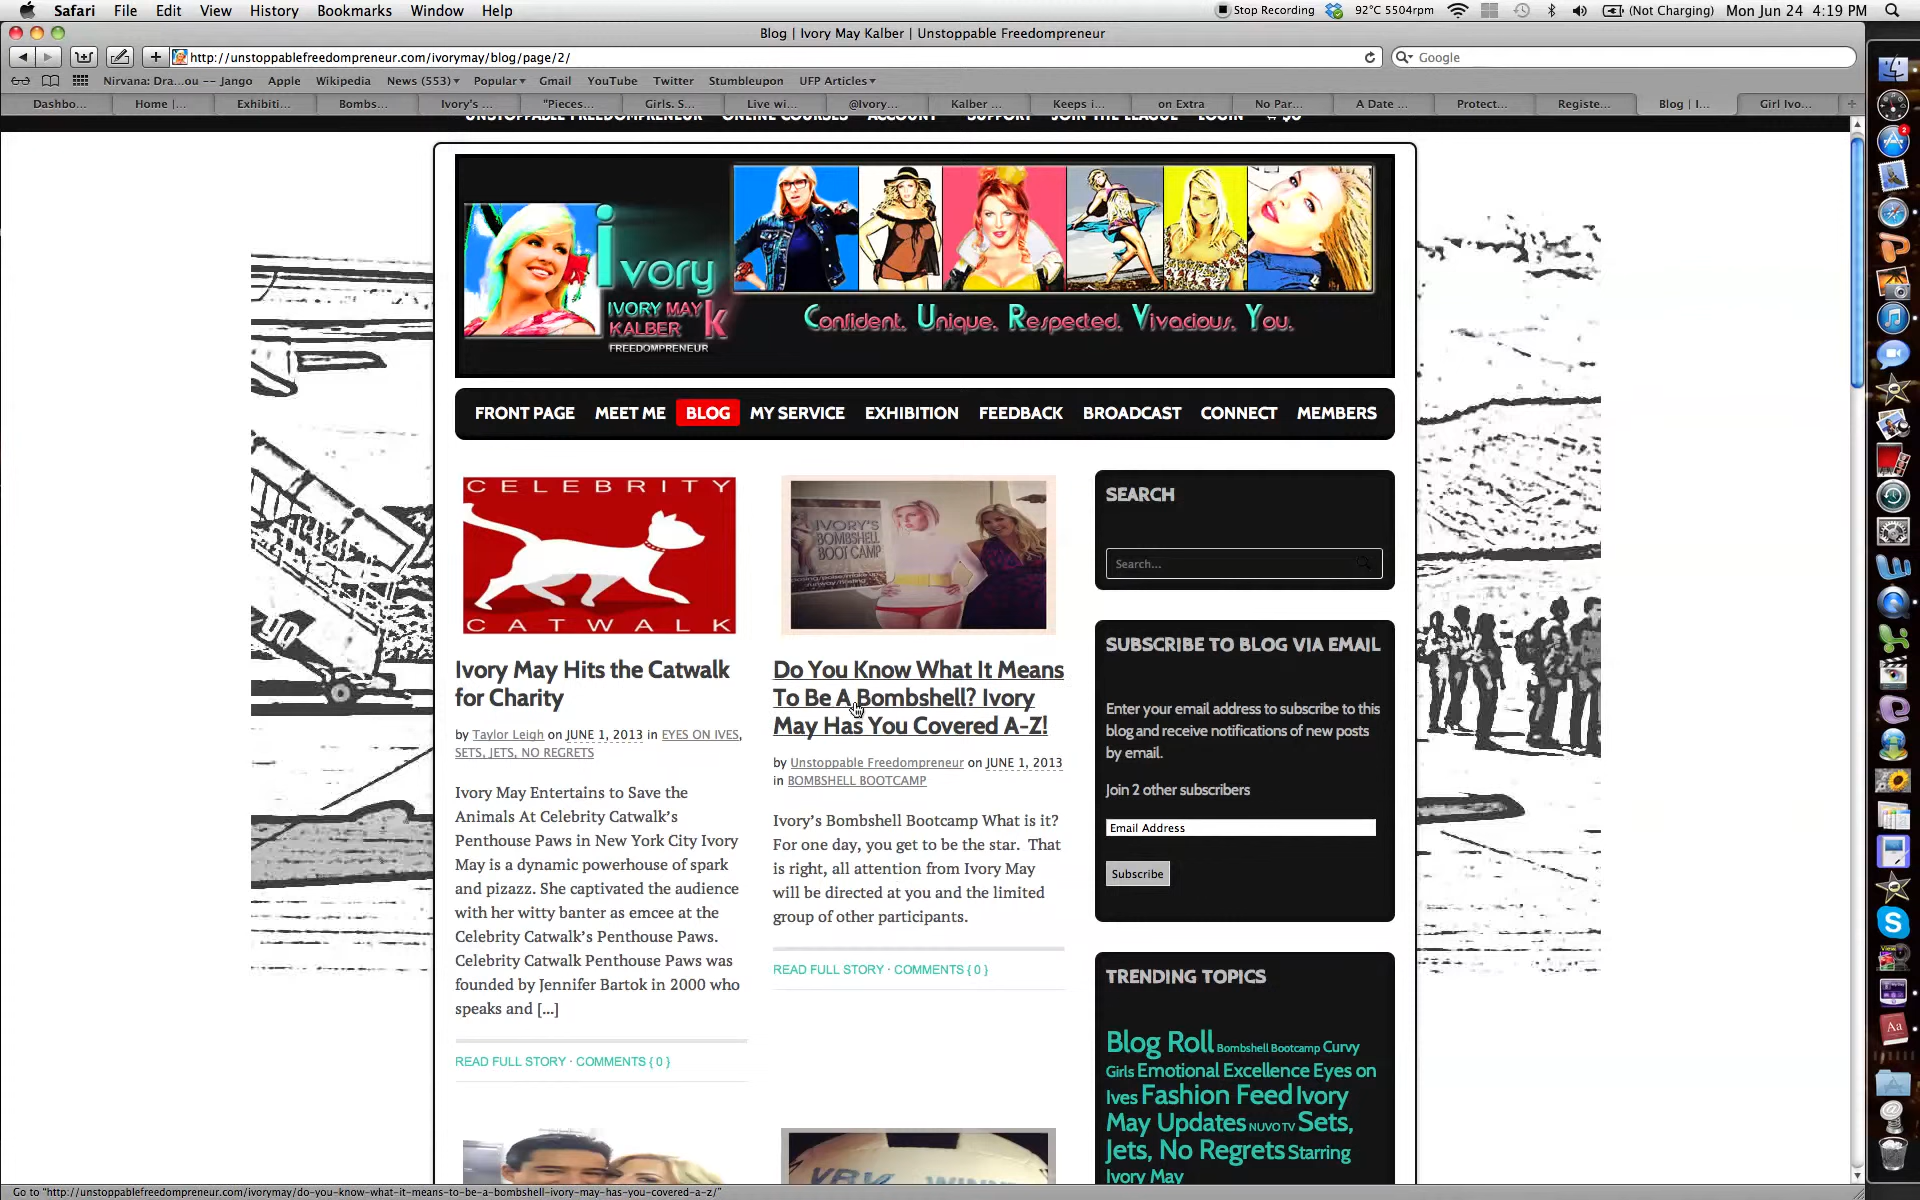 Safari File Edit View History Bookmarks Window Help
Stop Recording 92°C 5504rpm (Not Charging) Mon Jun 24 4:19 PM
Blog | Ivory May Kalber | Unstoppable Freedompreneur
http://unstoppablefreedompreneur.com/ivorymay/blog/page/2/
Google
Nirvana: Dra...ou -- Jango Apple Wikipedia News (553) Popular Gmail YouTube Twitter Stumbleupon UFP Articles
Dashbo... Home |... Exhibiti... Bombs... Ivory's ... "Pieces... Girls. S... Live wi... @Ivory... Kalber ... Keeps i... on Extra No Par... A Date ... Protect... Registe... Blog | I... Girl Ivo...
UNSTOPPABLE FREEDOMPRENEUR ONLINE COURSES ACCOUNT SUPPORT JOIN THE LEAGUE LOGIN $0
ivory
IVORY MAY
KALBER k
FREEDOMPRENEUR
Confident. Unique. Respected. Vivacious. You.
FRONT PAGE MEET ME BLOG MY SERVICE EXHIBITION FEEDBACK BROADCAST CONNECT MEMBERS
CELEBRITY
CATWALK
Ivory May Hits the Catwalk
for Charity
by Taylor Leigh on JUNE 1, 2013 in EYES ON IVES,
SETS, JETS, NO REGRETS
Ivory May Entertains to Save the
Animals At Celebrity Catwalk's
Penthouse Paws in New York City Ivory
May is a dynamic powerhouse of spark
and pizazz. She captivated the audience
with her witty banter as emcee at the
Celebrity Catwalk's Penthouse Paws.
Celebrity Catwalk Penthouse Paws was
founded by Jennifer Bartok in 2000 who
speaks and [...]
READ FULL STORY · COMMENTS { 0 }
IVORY'S
BOMBSHELL
BOOT CAMP
Do You Know What It Means
To Be A Bombshell? Ivory
May Has You Covered A-Z!
by Unstoppable Freedompreneur on JUNE 1, 2013
in BOMBSHELL BOOTCAMP
Ivory's Bombshell Bootcamp What is it?
For one day, you get to be the star. That
is right, all attention from Ivory May
will be directed at you and the limited
group of other participants.
READ FULL STORY · COMMENTS { 0 }
SEARCH
Search...
SUBSCRIBE TO BLOG VIA EMAIL
Enter your email address to subscribe to this
blog and receive notifications of new posts
by email.
Join 2 other subscribers
Email Address
Subscribe
TRENDING TOPICS
Blog Roll Bombshell Bootcamp Curvy
Girls Emotional Excellence Eyes on
Ives Fashion Feed Ivory
May Updates NUVO TV Sets,
Jets, No Regrets Starring
Ivory May
Go to "http://unstoppablefreedompreneur.com/ivorymay/do-you-know-what-it-means-to-be-a-bombshell-ivory-may-has-you-covered-a-z/"